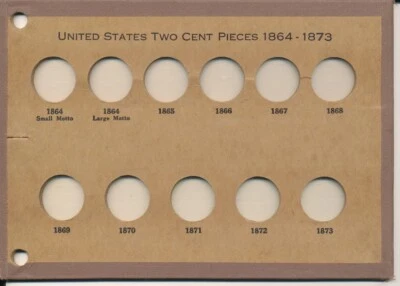 UNITED STATES TWO CENT PIECES 1864 - 1873
1864 1864 1865 1866 1867 1868
Small Motto Large Motto
1869 1870 1871 1872 1873